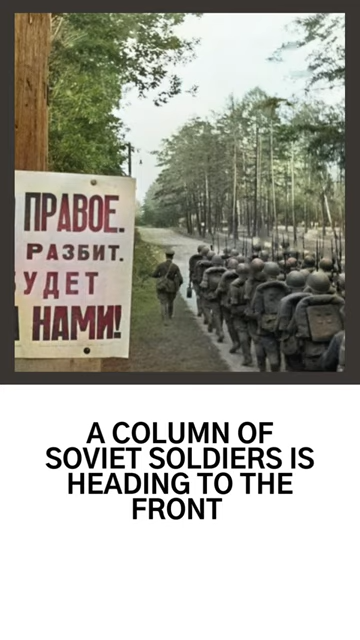 ПРАВОЕ.
РАЗБИТ.
УДЕТ
НАМИ!
A COLUMN OF
SOVIET SOLDIERS IS
HEADING TO THE
FRONT